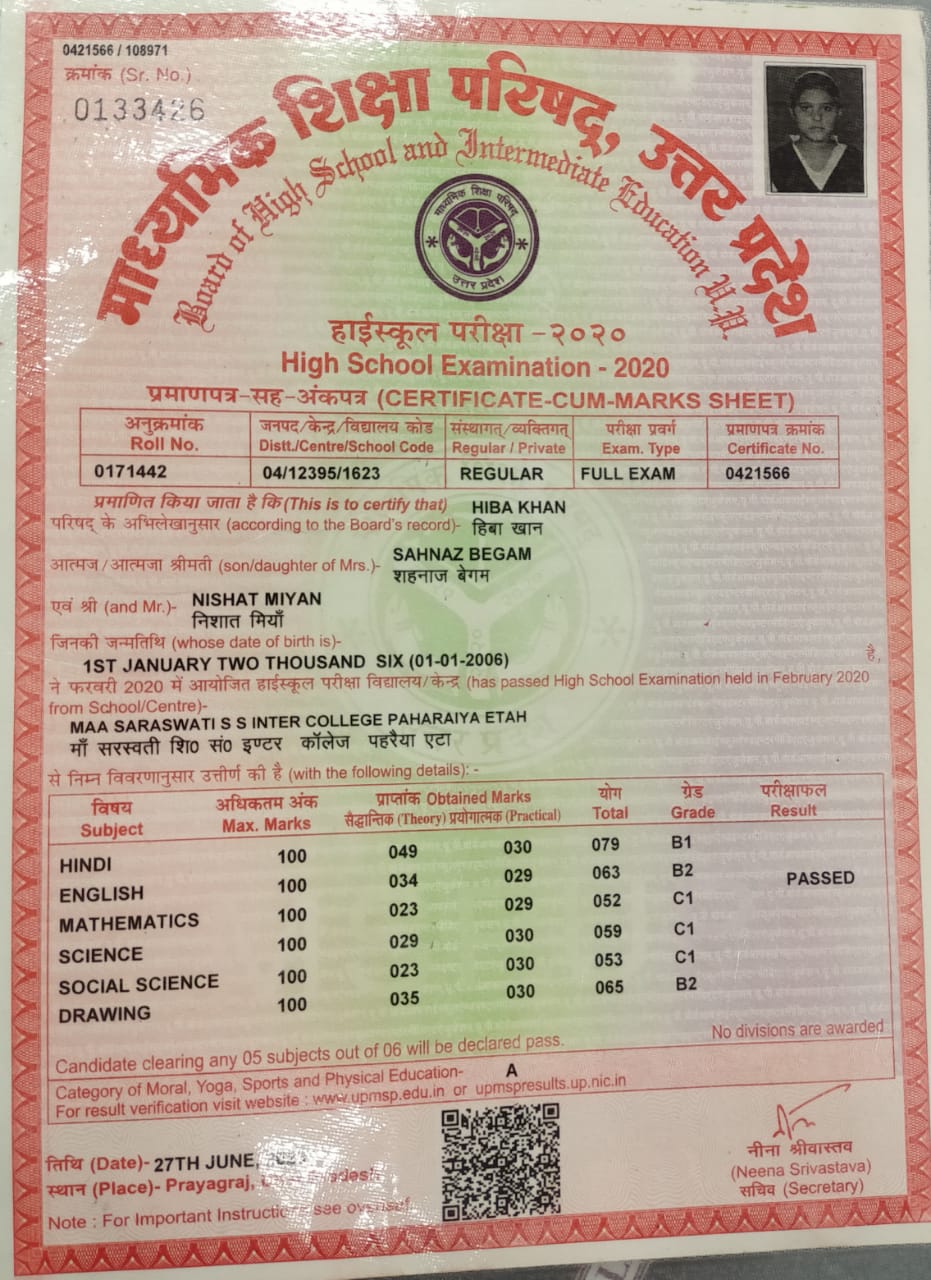 0421566 / 108971
क्रमांक (Sr. No.)
0133426
माध्यमिक शिक्षा परिषद्, उत्तर प्रदेश
Board of High School and Intermediate Education U.P.
माध्यमिक शिक्षा परिषद्
उत्तर प्रदेश
हाईस्कूल परीक्षा -२०२०
High School Examination - 2020
प्रमाणपत्र-सह-अंकपत्र (CERTIFICATE-CUM-MARKS SHEET)
अनुक्रमांक जनपद/केन्द्र/विद्यालय कोड संस्थागत्/व्यक्तिगत् परीक्षा प्रवर्ग प्रमाणपत्र क्रमांक
Roll No. Distt./Centre/School Code Regular / Private Exam. Type Certificate No.
0171442 04/12395/1623 REGULAR FULL EXAM 0421566
प्रमाणित किया जाता है कि (This is to certify that) HIBA KHAN
परिषद के अभिलेखानुसार (according to the Board's record)- हिबा खान
SAHNAZ BEGAM
आत्मज/आत्मजा श्रीमती (son/daughter of Mrs.)- शहनाज बेगम
एवं श्री (and Mr.)- NISHAT MIYAN
निशात मियाँ
जिनकी जन्मतिथि (whose date of birth is)-
1ST JANUARY TWO THOUSAND SIX (01-01-2006) है,
ने फरवरी 2020 में आयोजित हाईस्कूल परीक्षा विद्यालय/केन्द्र (has passed High School Examination held in February 2020
from School/Centre)-
MAA SARASWATI S S INTER COLLEGE PAHARAIYA ETAH
माँ सरस्वती शि0 सं0 इण्टर कॉलेज पहरैया एटा
से निम्न विवरणानुसार उत्तीर्ण की है (with the following details): -
विषय अधिकतम अंक प्राप्तांक Obtained Marks योग ग्रेड परीक्षाफल
Subject Max. Marks सैद्धान्तिक (Theory) प्रयोगात्मक (Practical) Total Grade Result
HINDI 100 049 030 079 B1
ENGLISH 100 034 029 063 B2 PASSED
MATHEMATICS 100 023 029 052 C1
SCIENCE 100 029 030 059 C1
SOCIAL SCIENCE 100 023 030 053 C1
DRAWING 100 035 030 065 B2
No divisions are awarded
Candidate clearing any 05 subjects out of 06 will be declared pass.
Category of Moral, Yoga, Sports and Physical Education- A
For result verification visit website : www.upmsp.edu.in or upmspresults.up.nic.in
तिथि (Date)- 27TH JUNE,
स्थान (Place)- Prayagraj,
Note : For Important see
नीना श्रीवास्तव
(Neena Srivastava)
सचिव (Secretary)